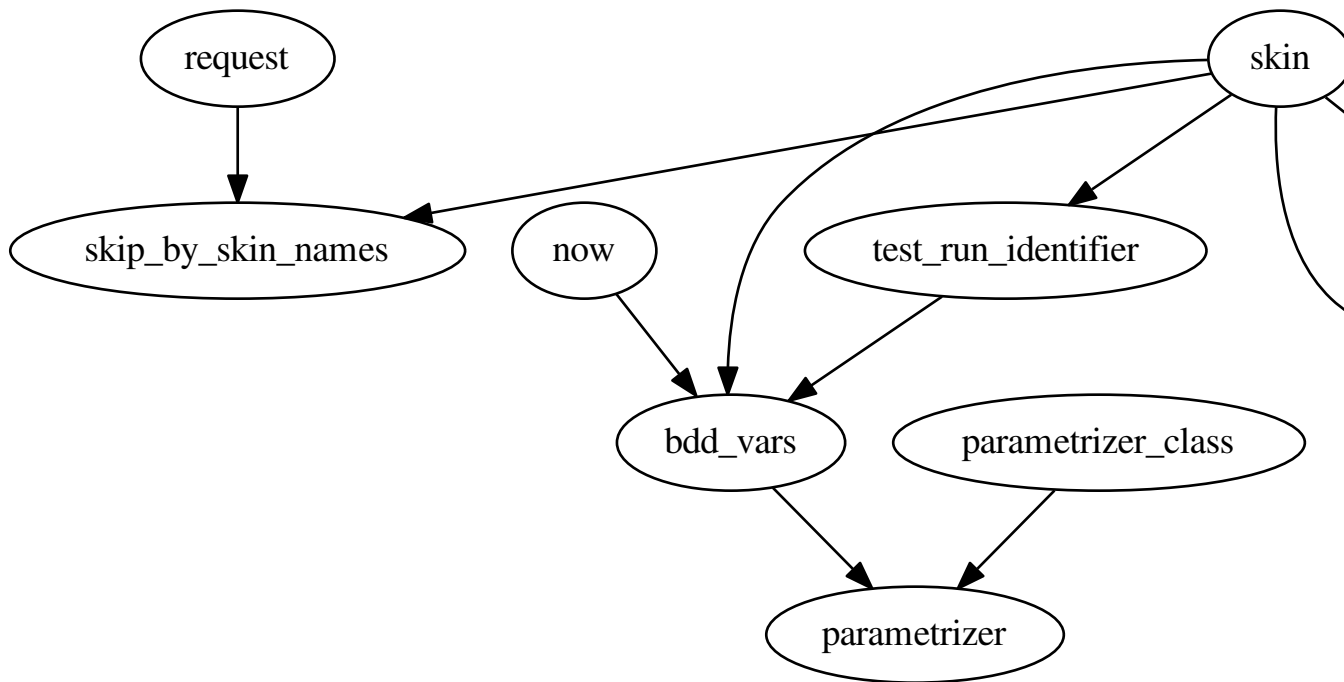 request
skin
skip_by_skin_names
now
test_run_identifier
bdd_vars
parametrizer_class
parametrizer